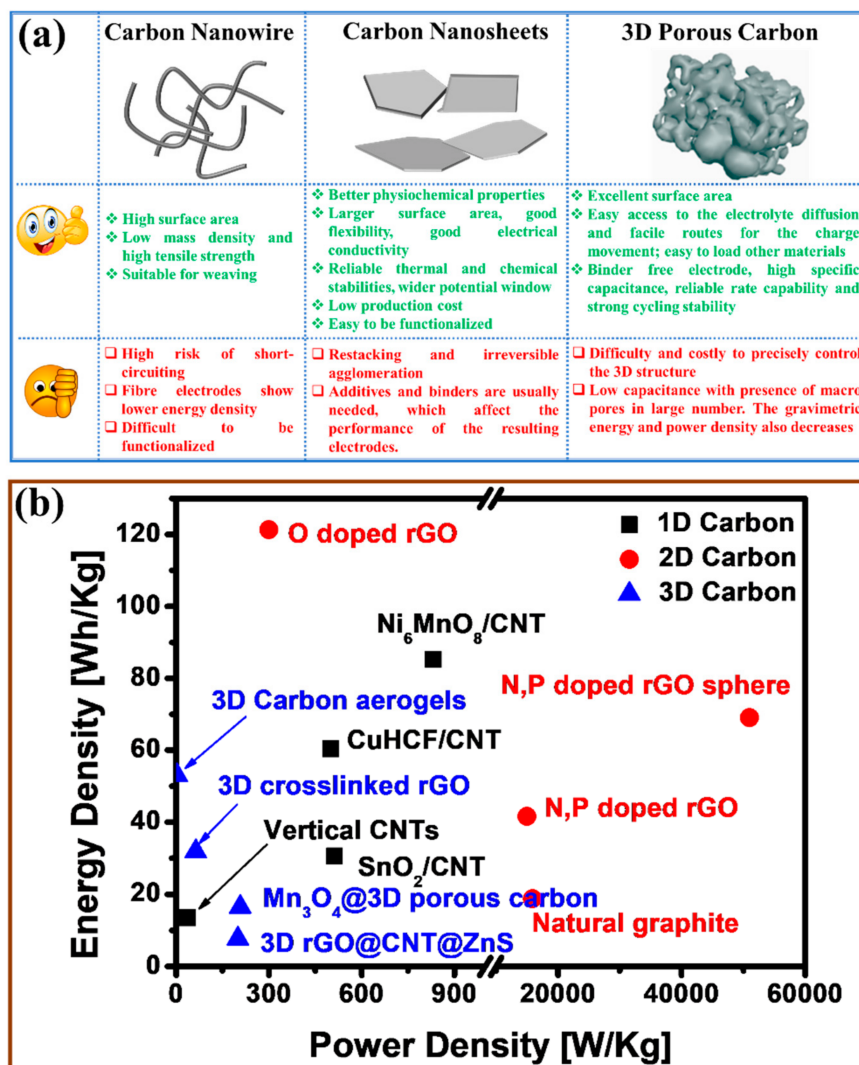 (a)
Carbon Nanowire
Carbon Nanosheets
3D Porous Carbon
❖ High surface area
❖ Low mass density and
high tensile strength
❖ Suitable for weaving
❖ Better physiochemical properties
❖ Larger surface area, good
flexibility, good electrical
conductivity
❖ Reliable thermal and chemical
stabilities, wider potential window
❖ Low production cost
❖ Easy to be functionalized
❖ Excellent surface area
❖ Easy access to the electrolyte diffusion
and facile routes for the charge
movement; easy to load other materials
❖ Binder free electrode, high specific
capacitance, reliable rate capability and
strong cycling stability
❑ High risk of short-
circuiting
❑ Fibre electrodes show
lower energy density
❑ Difficult to be
functionalized
❑ Restacking and irreversible
agglomeration
❑ Additives and binders are usually
needed, which affect the
performance of the resulting
electrodes.
❑ Difficulty and costly to precisely control
the 3D structure
❑ Low capacitance with presence of macro
pores in large number. The gravimetric
energy and power density also decreases
(b)
Energy Density [Wh/Kg]
120
100
80
60
40
20
0
O doped rGO
1D Carbon
2D Carbon
3D Carbon
Ni₆MnO₈/CNT
N,P doped rGO sphere
3D Carbon aerogels
CuHCF/CNT
3D crosslinked rGO
N,P doped rGO
Vertical CNTs
SnO₂/CNT
Mn₃O₄@3D porous carbon
Natural graphite
3D rGO@CNT@ZnS
0 300 600 900 20000 40000 60000
Power Density [W/Kg]